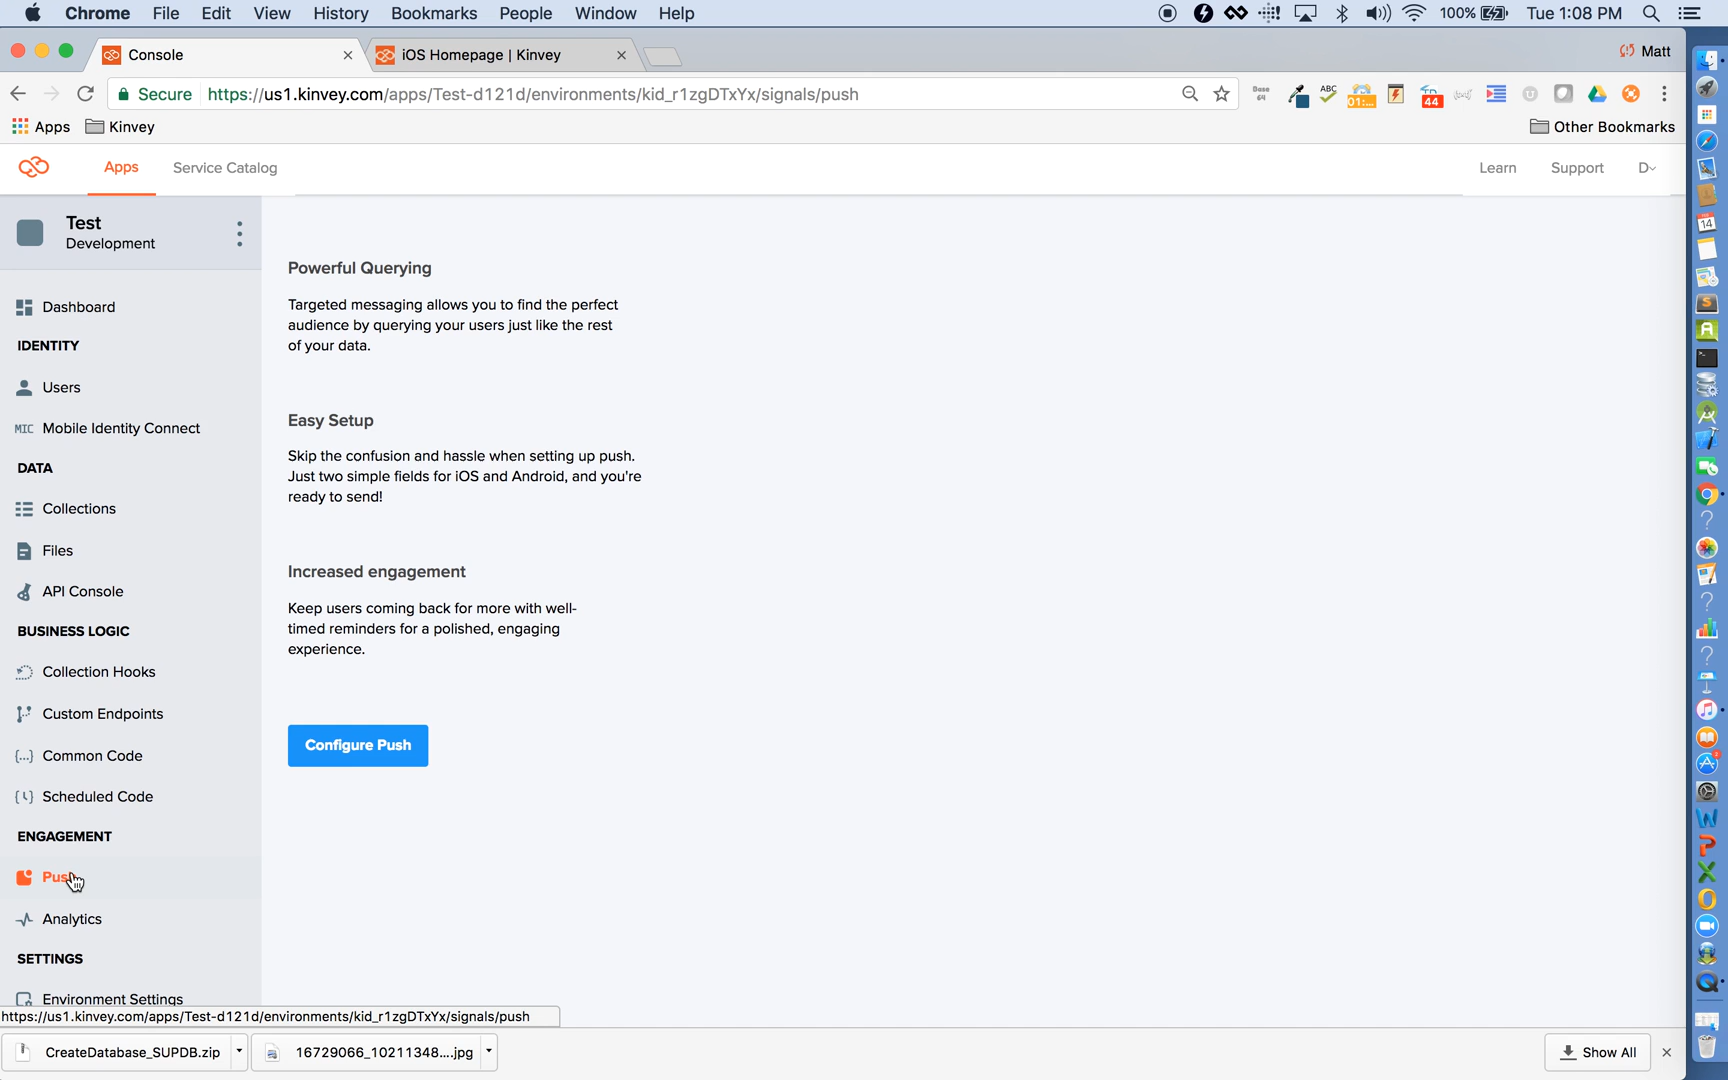 Chrome File Edit View History Bookmarks People Window Help 100% Tue 1:08 PM
Console iOS Homepage | Kinvey Matt
Secure https://us1.kinvey.com/apps/Test-d121d/environments/kid_r1zgDTxYx/signals/push
Apps Kinvey Other Bookmarks
Apps Service Catalog Learn Support D
Test
Development
Dashboard
IDENTITY
Users
MIC Mobile Identity Connect
DATA
Collections
Files
API Console
BUSINESS LOGIC
Collection Hooks
Custom Endpoints
{...} Common Code
Scheduled Code
ENGAGEMENT
Analytics
SETTINGS
Environment Settings
Powerful Querying
Targeted messaging allows you to find the perfect
audience by querying your users just like the rest
of your data.
Easy Setup
Skip the confusion and hassle when setting up push.
Just two simple fields for iOS and Android, and you're
ready to send!
Increased engagement
Keep users coming back for more with well-
timed reminders for a polished, engaging
experience.
Configure Push
https://us1.kinvey.com/apps/Test-d121d/environments/kid_r1zgDTxYx/signals/push
CreateDatabase_SUPDB.zip 16729066_10211348....jpg Show All